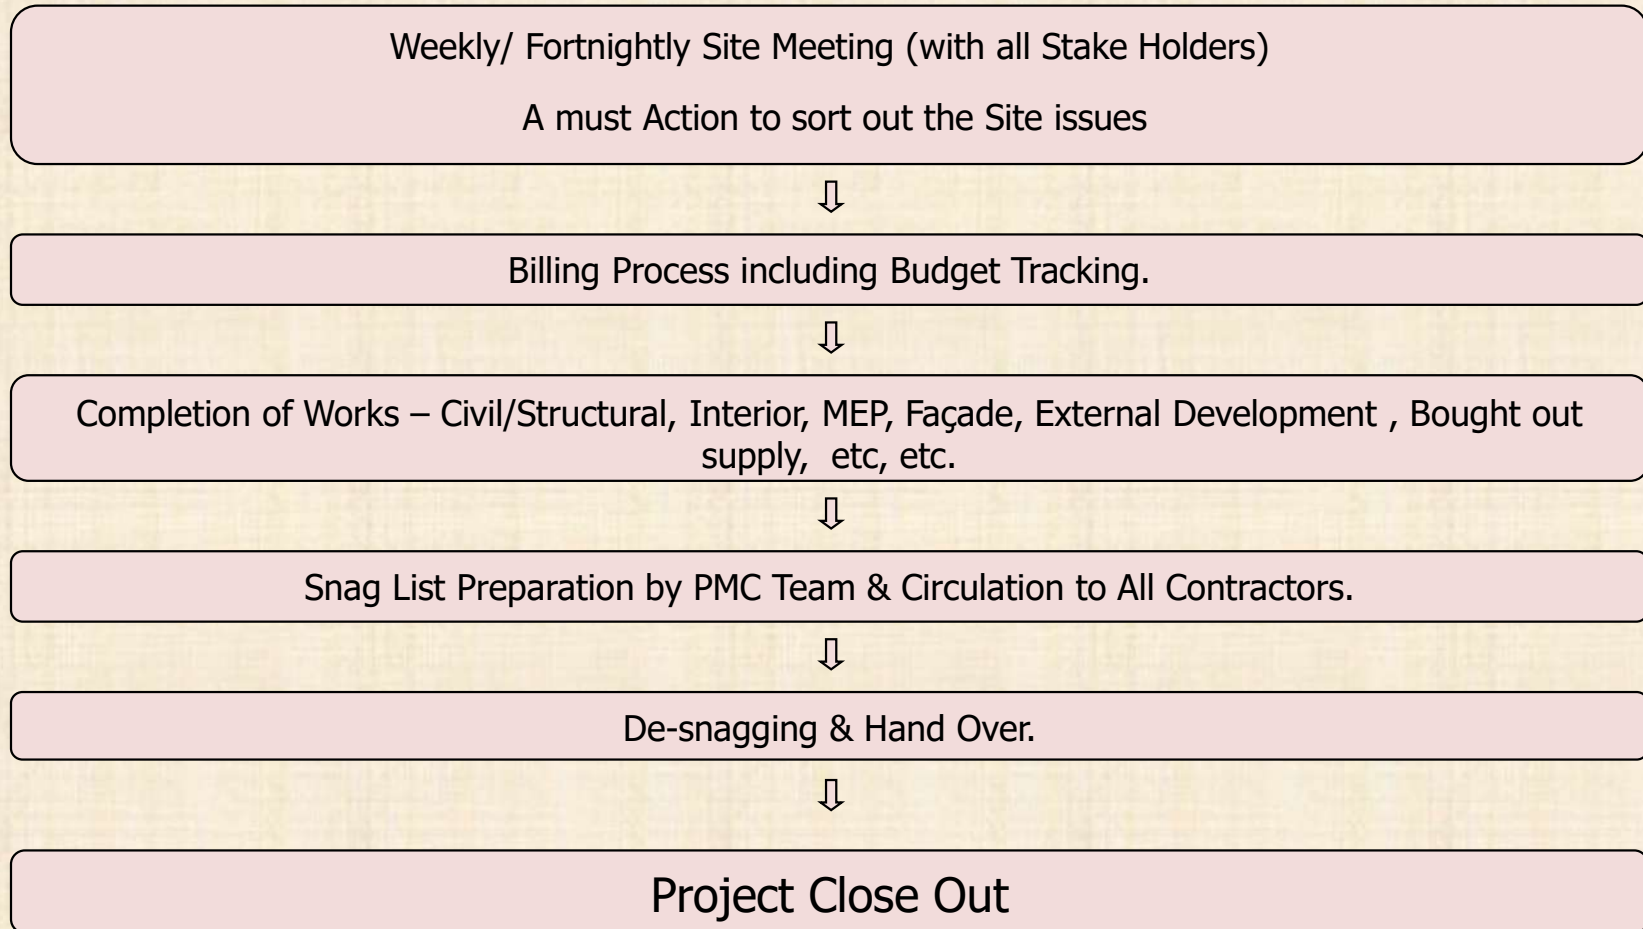 Weekly/ Fortnightly Site Meeting (with all Stake Holders)
A must Action to sort out the Site issues
Billing Process including Budget Tracking.
Completion of Works – Civil/Structural, Interior, MEP, Façade, External Development , Bought out
supply,  etc, etc.
Snag List Preparation by PMC Team & Circulation to All Contractors.
De-snagging & Hand Over.
Project Close Out